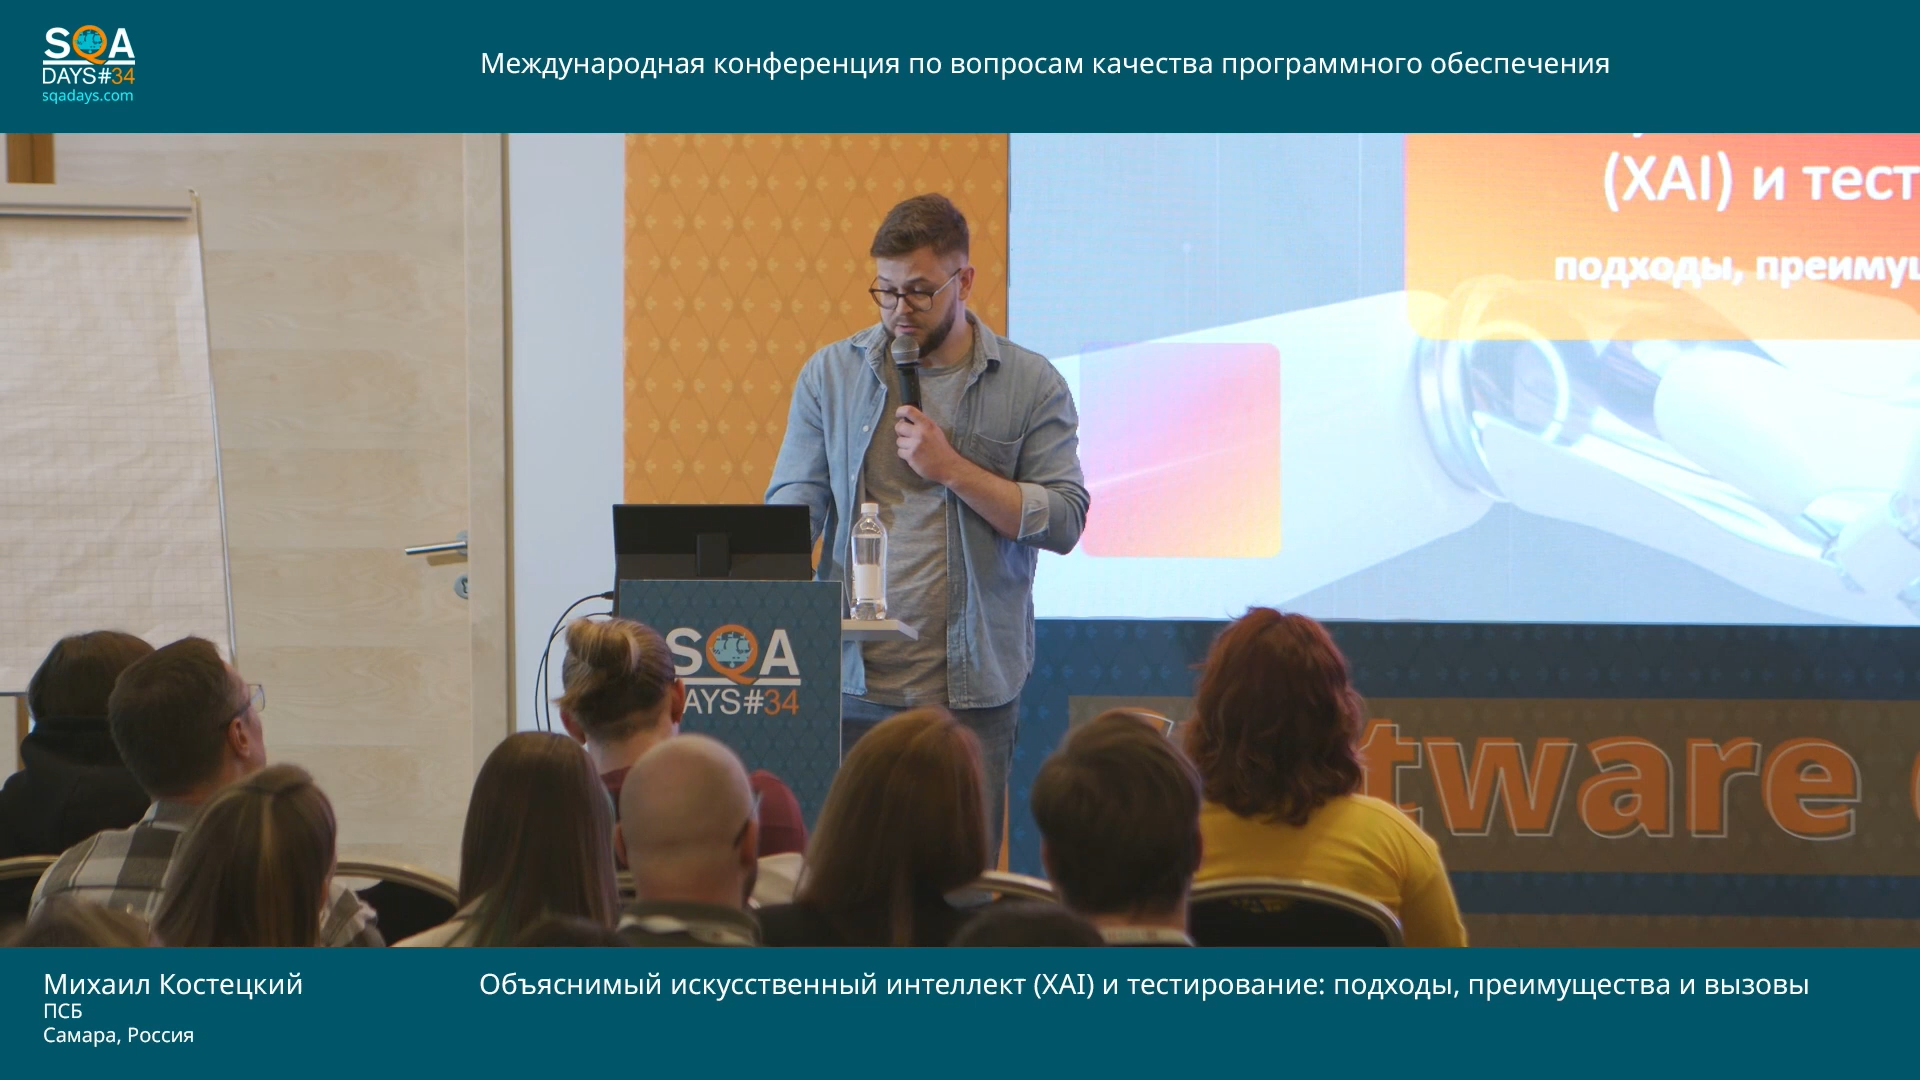 SQA
DAYS#34
sqadays.com
Международная конференция по вопросам качества программного обеспечения
(XAI) и тест
подходы, преимущ
SQA
AYS#34
tware
Михаил Костецкий
ПСБ
Самара, Россия
Объяснимый искусственный интеллект (XAI) и тестирование: подходы, преимущества и вызовы